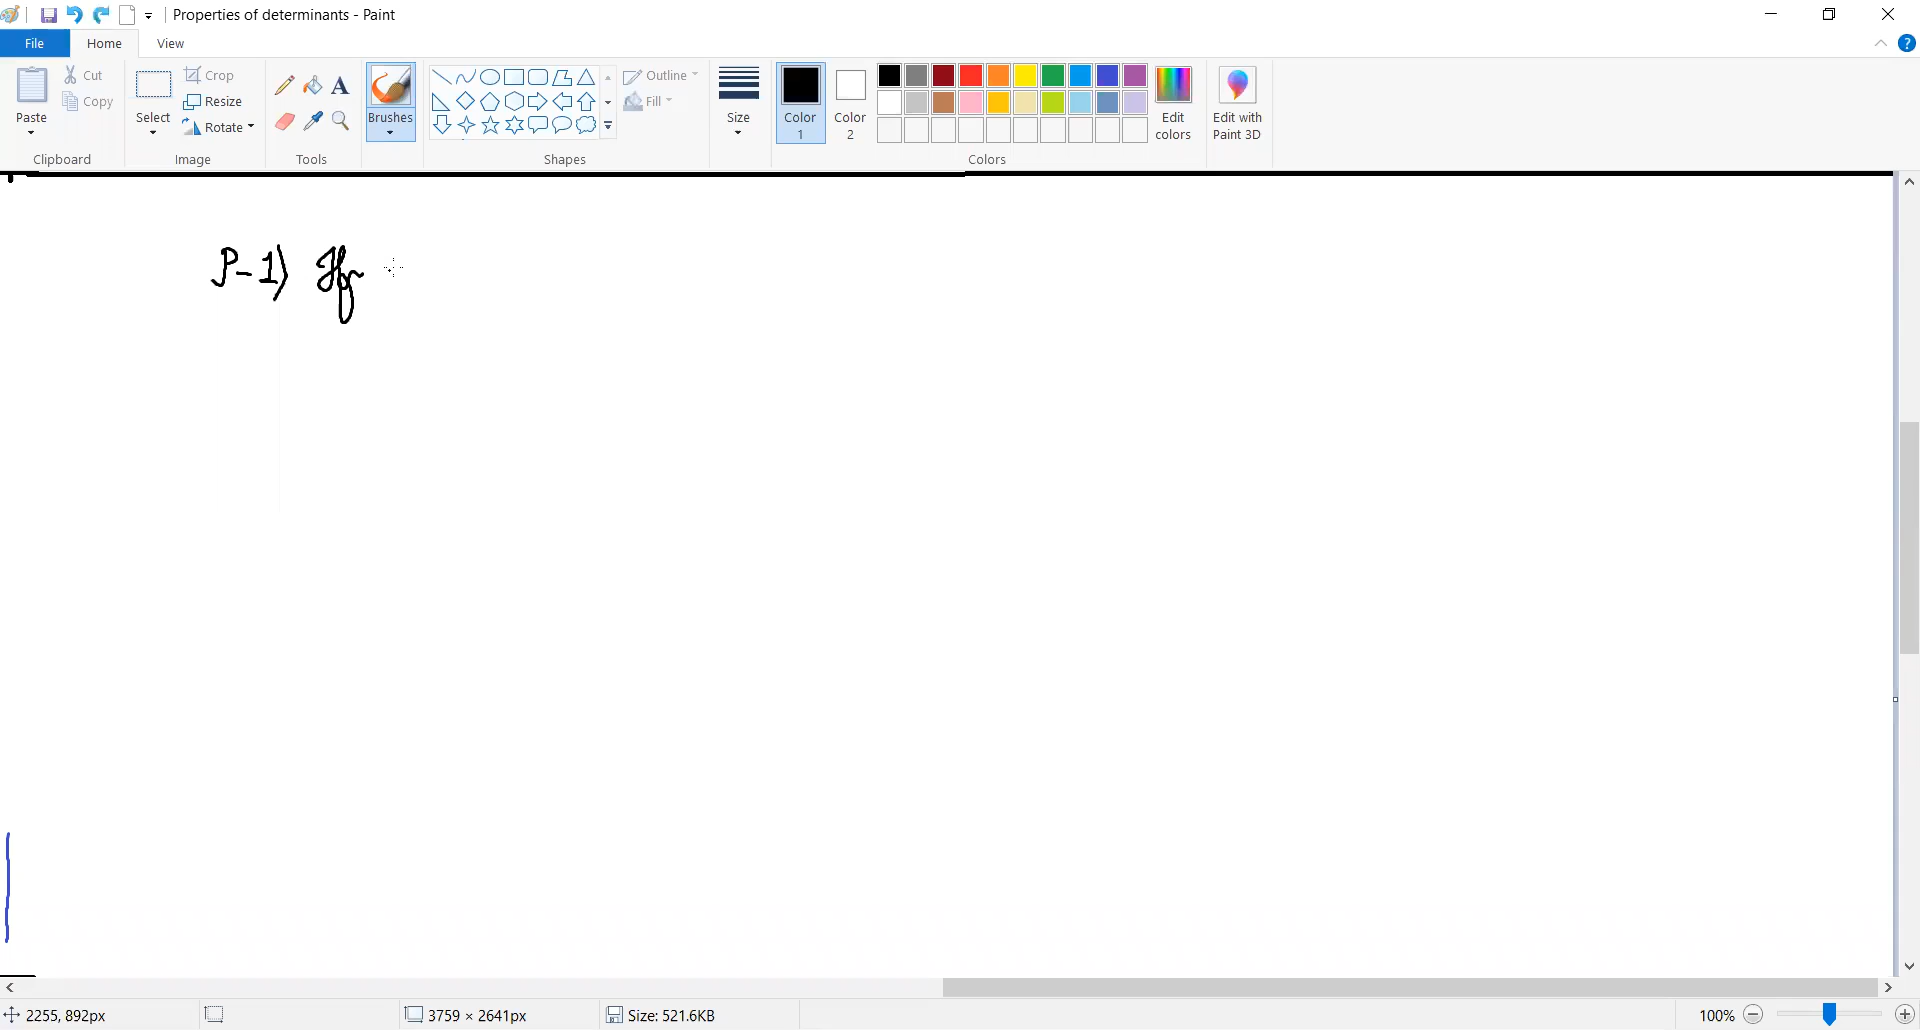 Properties of determinants - Paint
File Home View
Paste Cut Copy Select Crop Resize Rotate Brushes Outline Fill Size Color 1 Color 2 Edit colors Edit with Paint 3D
Clipboard Image Tools Shapes Colors
P-1) If
2255, 892px 3759 × 2641px Size: 521.6KB 100%